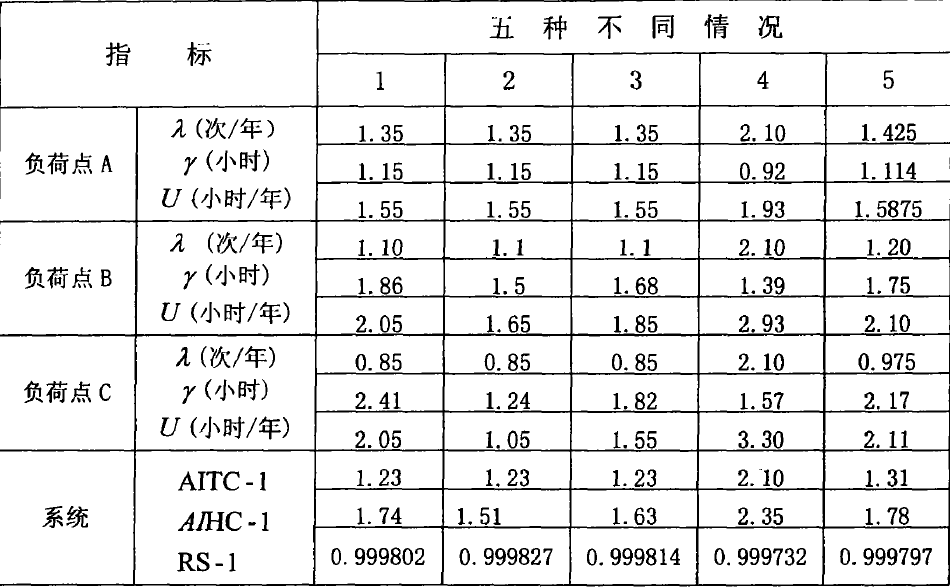 指 标 五 种 不 同 情 况
1 2 3 4 5
负荷点 A λ (次/年) 1.35 1.35 1.35 2.10 1.425
γ (小时) 1.15 1.15 1.15 0.92 1.114
U (小时/年) 1.55 1.55 1.55 1.93 1.5875
负荷点 B λ (次/年) 1.10 1.1 1.1 2.10 1.20
γ (小时) 1.86 1.5 1.68 1.39 1.75
U (小时/年) 2.05 1.65 1.85 2.93 2.10
负荷点 C λ (次/年) 0.85 0.85 0.85 2.10 0.975
γ (小时) 2.41 1.24 1.82 1.57 2.17
U (小时/年) 2.05 1.05 1.55 3.30 2.11
系统 AITC-1 1.23 1.23 1.23 2.10 1.31
AIHC-1 1.74 1.51 1.63 2.35 1.78
RS-1 0.999802 0.999827 0.999814 0.999732 0.999797